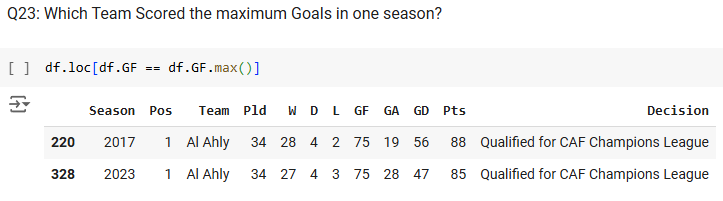 Q23: Which Team Scored the maximum Goals in one season?
[ ] df.loc[df.GF == df.GF.max()]
Season Pos Team Pld W D L GF GA GD Pts Decision
220 2017 1 Al Ahly 34 28 4 2 75 19 56 88 Qualified for CAF Champions League
328 2023 1 Al Ahly 34 27 4 3 75 28 47 85 Qualified for CAF Champions League